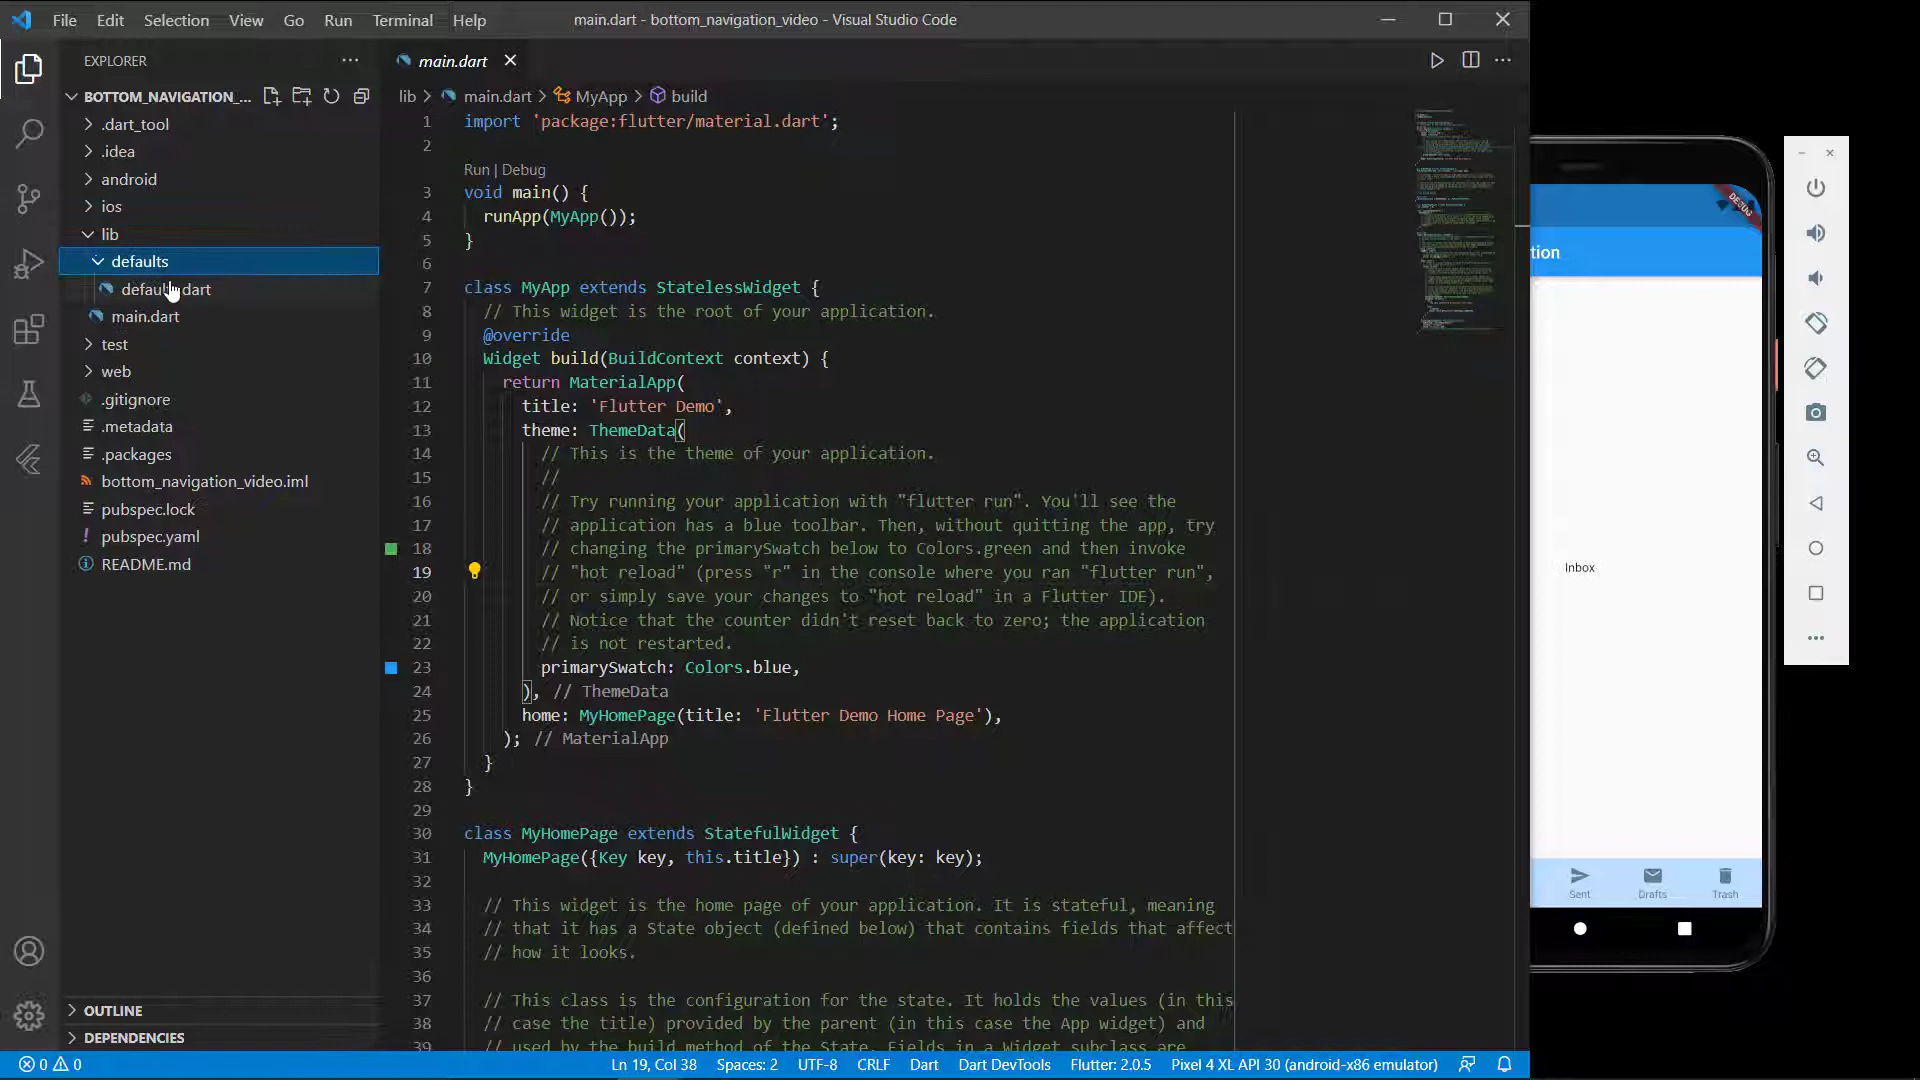 File Edit Selection View Go Run Terminal Help
main.dart - bottom_navigation_video - Visual Studio Code
EXPLORER
BOTTOM_NAVIGATION_...
.dart_tool
.idea
android
ios
lib
defaults
main.dart
test
web
.gitignore
.metadata
.packages
bottom_navigation_video.iml
pubspec.lock
pubspec.yaml
README.md
OUTLINE
DEPENDENCIES
main.dart
lib > main.dart > MyApp > build
1 import 'package:flutter/material.dart';
2
Run | Debug
3 void main() {
4 runApp(MyApp());
5 }
6
7 class MyApp extends StatelessWidget {
8 // This widget is the root of your application.
9 @override
10 Widget build(BuildContext context) {
11 return MaterialApp(
12 title: 'Flutter Demo',
13 theme: ThemeData(
14 // This is the theme of your application.
15 //
16 // Try running your application with "flutter run". You'll see the
17 // application has a blue toolbar. Then, without quitting the app, try
18 // changing the primarySwatch below to Colors.green and then invoke
19 // "hot reload" (press "r" in the console where you ran "flutter run",
20 // or simply save your changes to "hot reload" in a Flutter IDE).
21 // Notice that the counter didn't reset back to zero; the application
22 // is not restarted.
23 primarySwatch: Colors.blue,
24 ), // ThemeData
25 home: MyHomePage(title: 'Flutter Demo Home Page'),
26 ); // MaterialApp
27 }
28 }
29
30 class MyHomePage extends StatefulWidget {
31 MyHomePage({Key key, this.title}) : super(key: key);
32
33 // This widget is the home page of your application. It is stateful, meaning
34 // that it has a State object (defined below) that contains fields that affect
35 // how it looks.
36
37 // This class is the configuration for the state. It holds the values (in this
38 // case the title) provided by the parent (in this case the App widget) and
39 // used by the build method of the State. Fields in a Widget subclass are
0 0
Ln 19, Col 38 Spaces: 2 UTF-8 CRLF Dart Dart DevTools Flutter: 2.0.5 Pixel 4 XL API 30 (android-x86 emulator)
DEBUG
tion
Inbox
Sent Drafts Trash